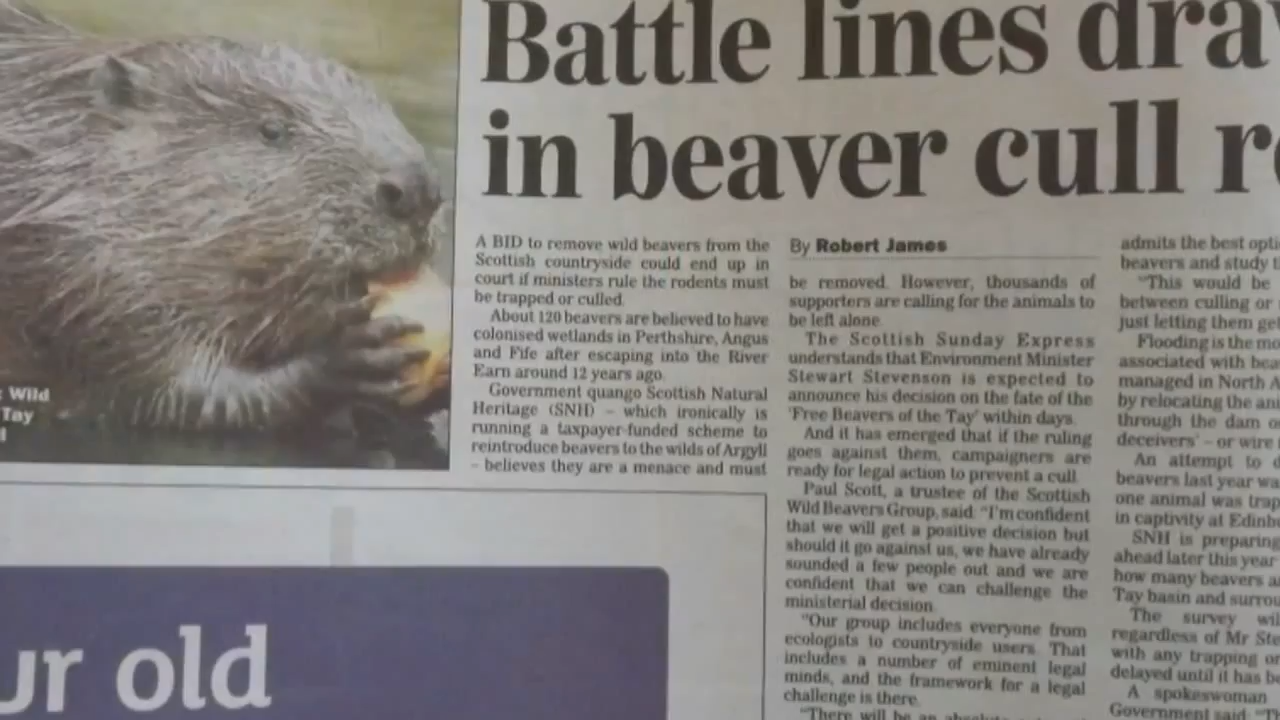 Battle lines
in beaver cull
A BID to remove wild beavers from the
Scottish countryside could end up in
court if ministers rule the rodents must
be trapped or culled.
About 120 beavers are believed to have
colonised wetlands in Perthshire, Angus
and Fife after escaping into the River
Earn around 12 years ago.
Government quango Scottish Natural
Heritage (SNH) – which ironically is
running a taxpayer-funded scheme to
reintroduce beavers to the wilds of Argyll
– believes they are a menace and must
By Robert James
be removed. However, thousands of
supporters are calling for the animals to
be left alone.
The Scottish Sunday Express
understands that Environment Minister
Stewart Stevenson is expected to
announce his decision on the fate of the
'Free Beavers of the Tay' within days.
And it has emerged that if the ruling
goes against them, campaigners are
ready for legal action to prevent a cull.
Paul Scott, a trustee of the Scottish
Wild Beavers Group, said: "I'm confident
that we will get a positive decision but
should it go against us, we have already
sounded a few people out and we are
confident that we can challenge the
ministerial decision.
"Our group includes everyone from
ecologists to countryside users. That
includes a number of eminent legal
minds, and the framework for a legal
challenge is there.
"There will be an absolute
admits the best
beavers and study
"This would be
between culling or
just letting them
Flooding is the
associated with
managed in North
by relocating the
through the dam
deceivers' – or wire
An attempt to
beavers last year
one animal was
in captivity at
SNH is preparing
ahead later this year
how many beavers
Tay basin and
The survey
regardless of Mr
with any trapping
delayed until it has
A spokeswoman
Government said:
: Wild
Tay
ur old